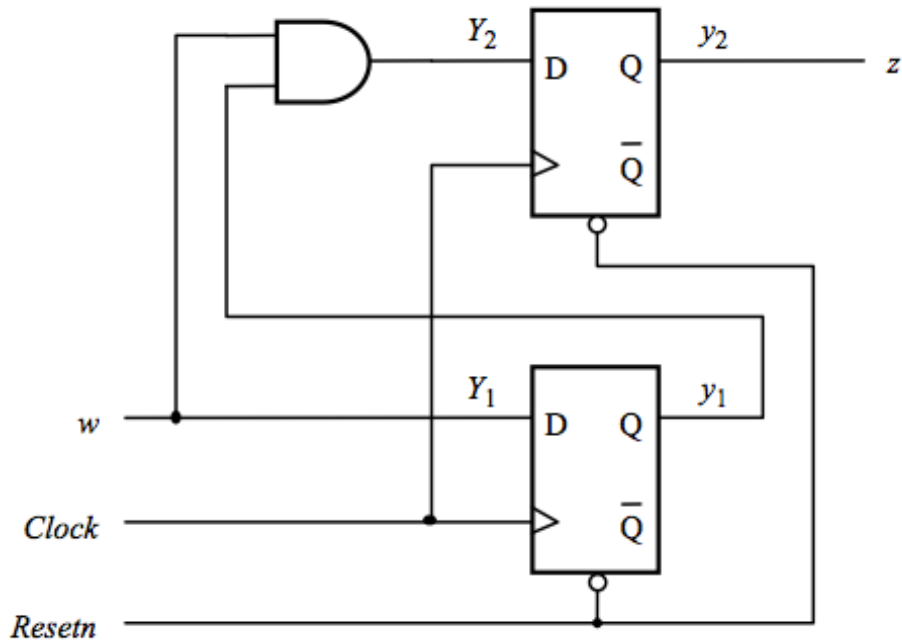 Y₂ y₂
D Q z
Q̅
Y₁ y₁
w D Q
Clock Q̅
Resetn